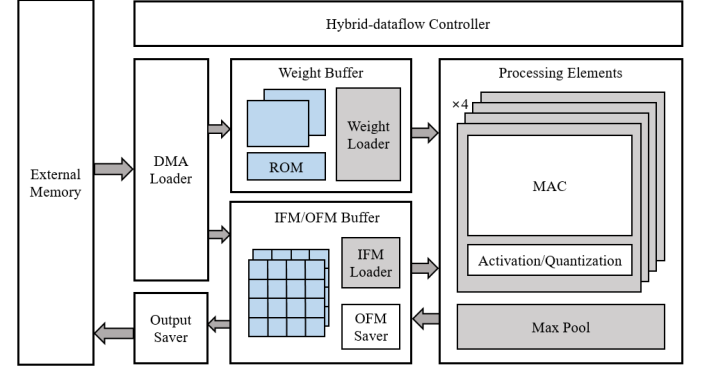 Hybrid-dataflow Controller
External
Memory
DMA
Loader
Weight Buffer
Weight
Loader
ROM
IFM/OFM Buffer
IFM
Loader
OFM
Saver
Output
Saver
Processing Elements
×4
MAC
Activation/Quantization
Max Pool